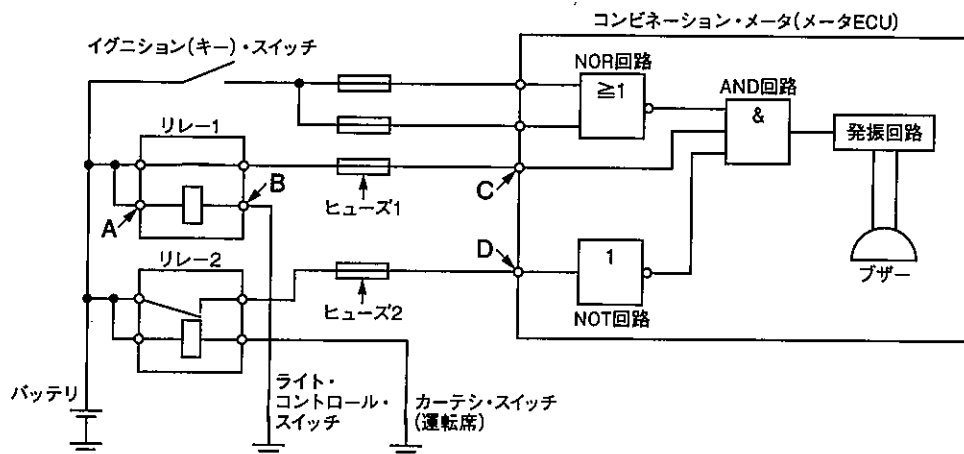 コンビネーション・メータ(メータECU)
イグニション(キー)・スイッチ
NOR回路
≧1
AND回路
&
発振回路
ブザー
リレー1
A
B
ヒューズ1
C
リレー2
ヒューズ2
D
1
NOT回路
バッテリ
ライト・
コントロール・
スイッチ
カーテシ・スイッチ
(運転席)